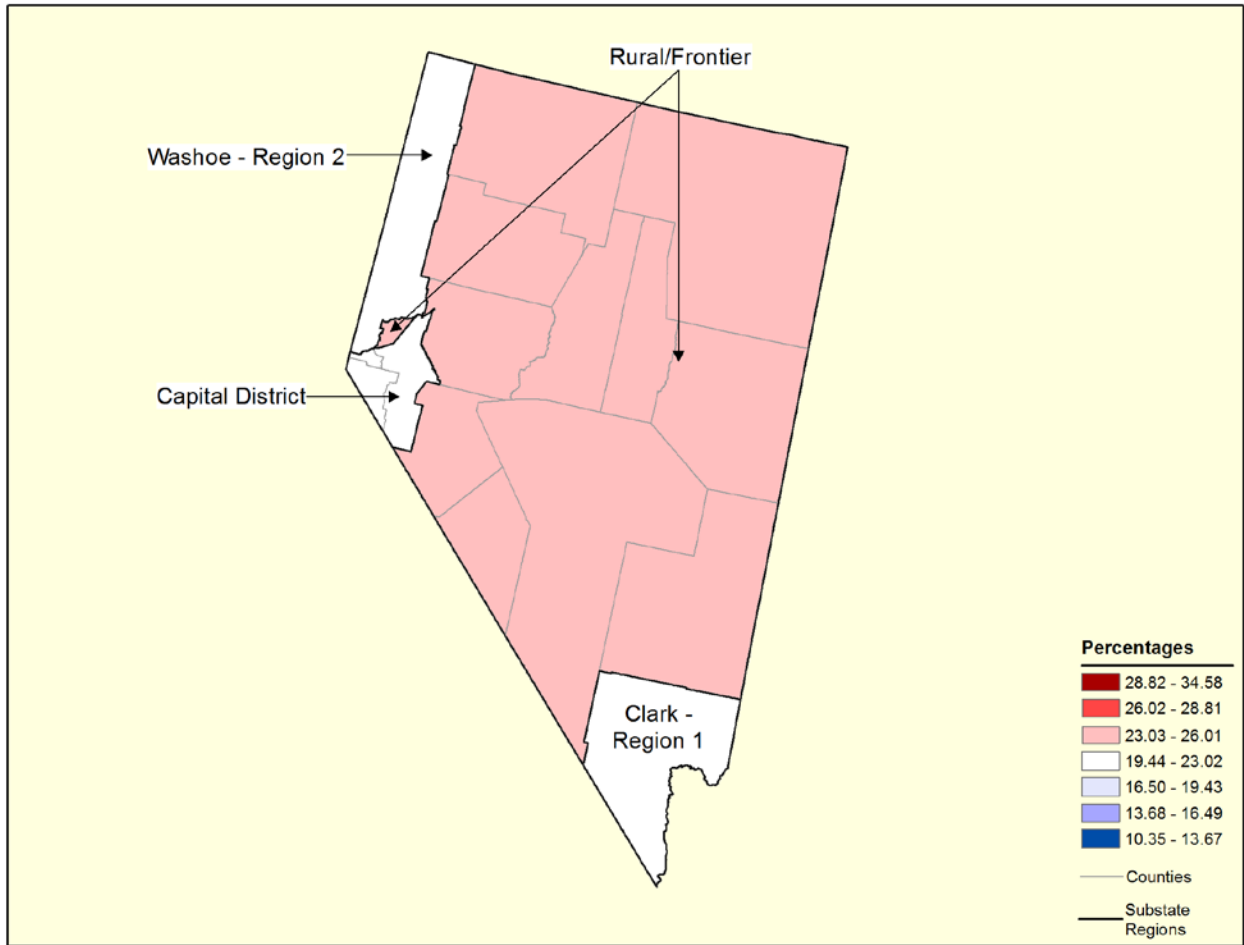 Rural/Frontier
Washoe - Region 2
Capital District
Clark -
Region 1
Percentages
28.82 - 34.58
26.02 - 28.81
23.03 - 26.01
19.44 - 23.02
16.50 - 19.43
13.68 - 16.49
10.35 - 13.67
Counties
Substate
Regions